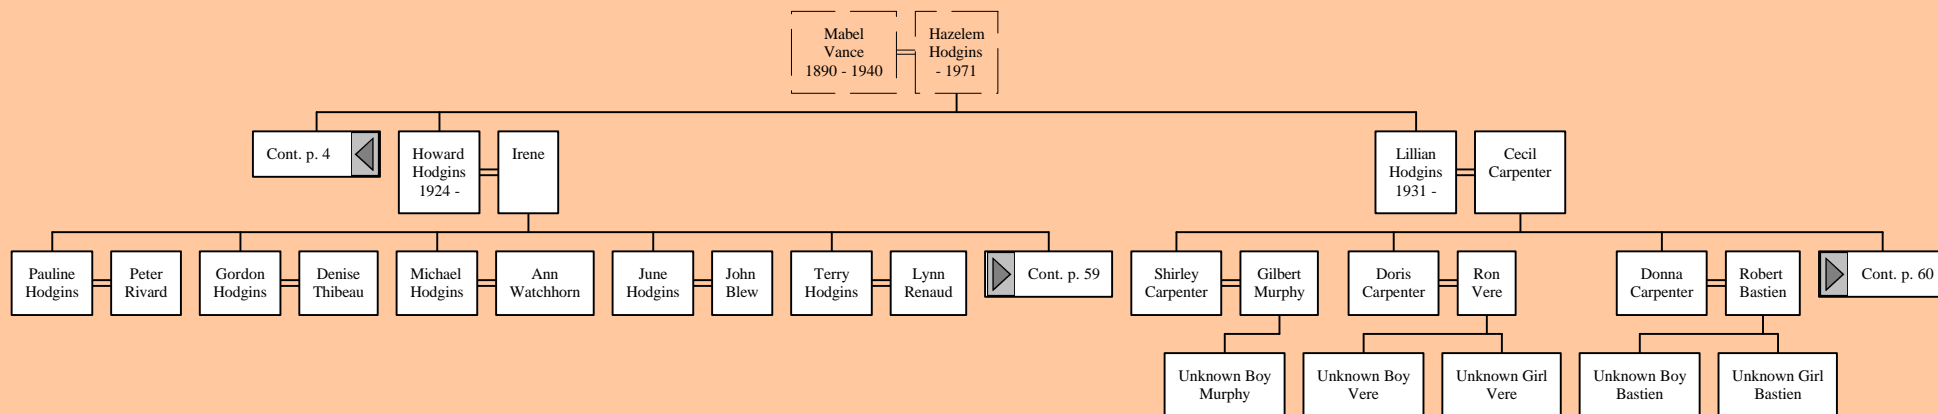 Mabel
Vance
1890 - 1940
Hazelem
Hodgins
- 1971
Cont. p. 4
Howard
Hodgins
1924 -
Irene
Lillian
Hodgins
1931 -
Cecil
Carpenter
Pauline
Hodgins
Peter
Rivard
Gordon
Hodgins
Denise
Thibeau
Michael
Hodgins
Ann
Watchhorn
June
Hodgins
John
Blew
Terry
Hodgins
Lynn
Renaud
Cont. p. 59
Shirley
Carpenter
Gilbert
Murphy
Doris
Carpenter
Ron
Vere
Donna
Carpenter
Robert
Bastien
Cont. p. 60
Unknown Boy
Murphy
Unknown Boy
Vere
Unknown Girl
Vere
Unknown Boy
Bastien
Unknown Girl
Bastien